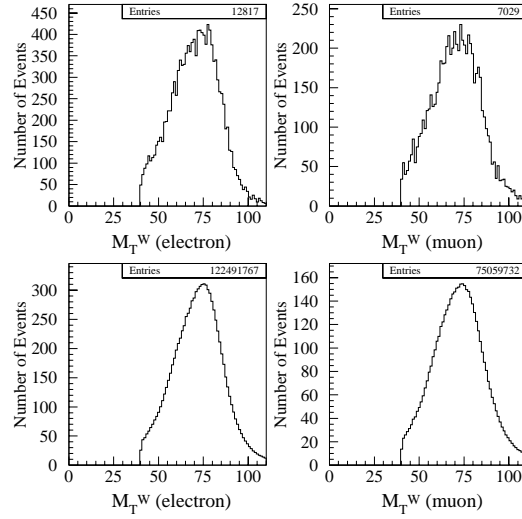 Entries 12817
Number of Events
450
400
350
300
250
200
150
100
50
0
0 25 50 75 100
M_T^W (electron)
Entries 7029
Number of Events
250
200
150
100
50
0
0 25 50 75 100
M_T^W (muon)
Entries 122491767
Number of Events
300
250
200
150
100
50
0
0 25 50 75 100
M_T^W (electron)
Entries 75059732
Number of Events
160
140
120
100
80
60
40
20
0
0 25 50 75 100
M_T^W (muon)